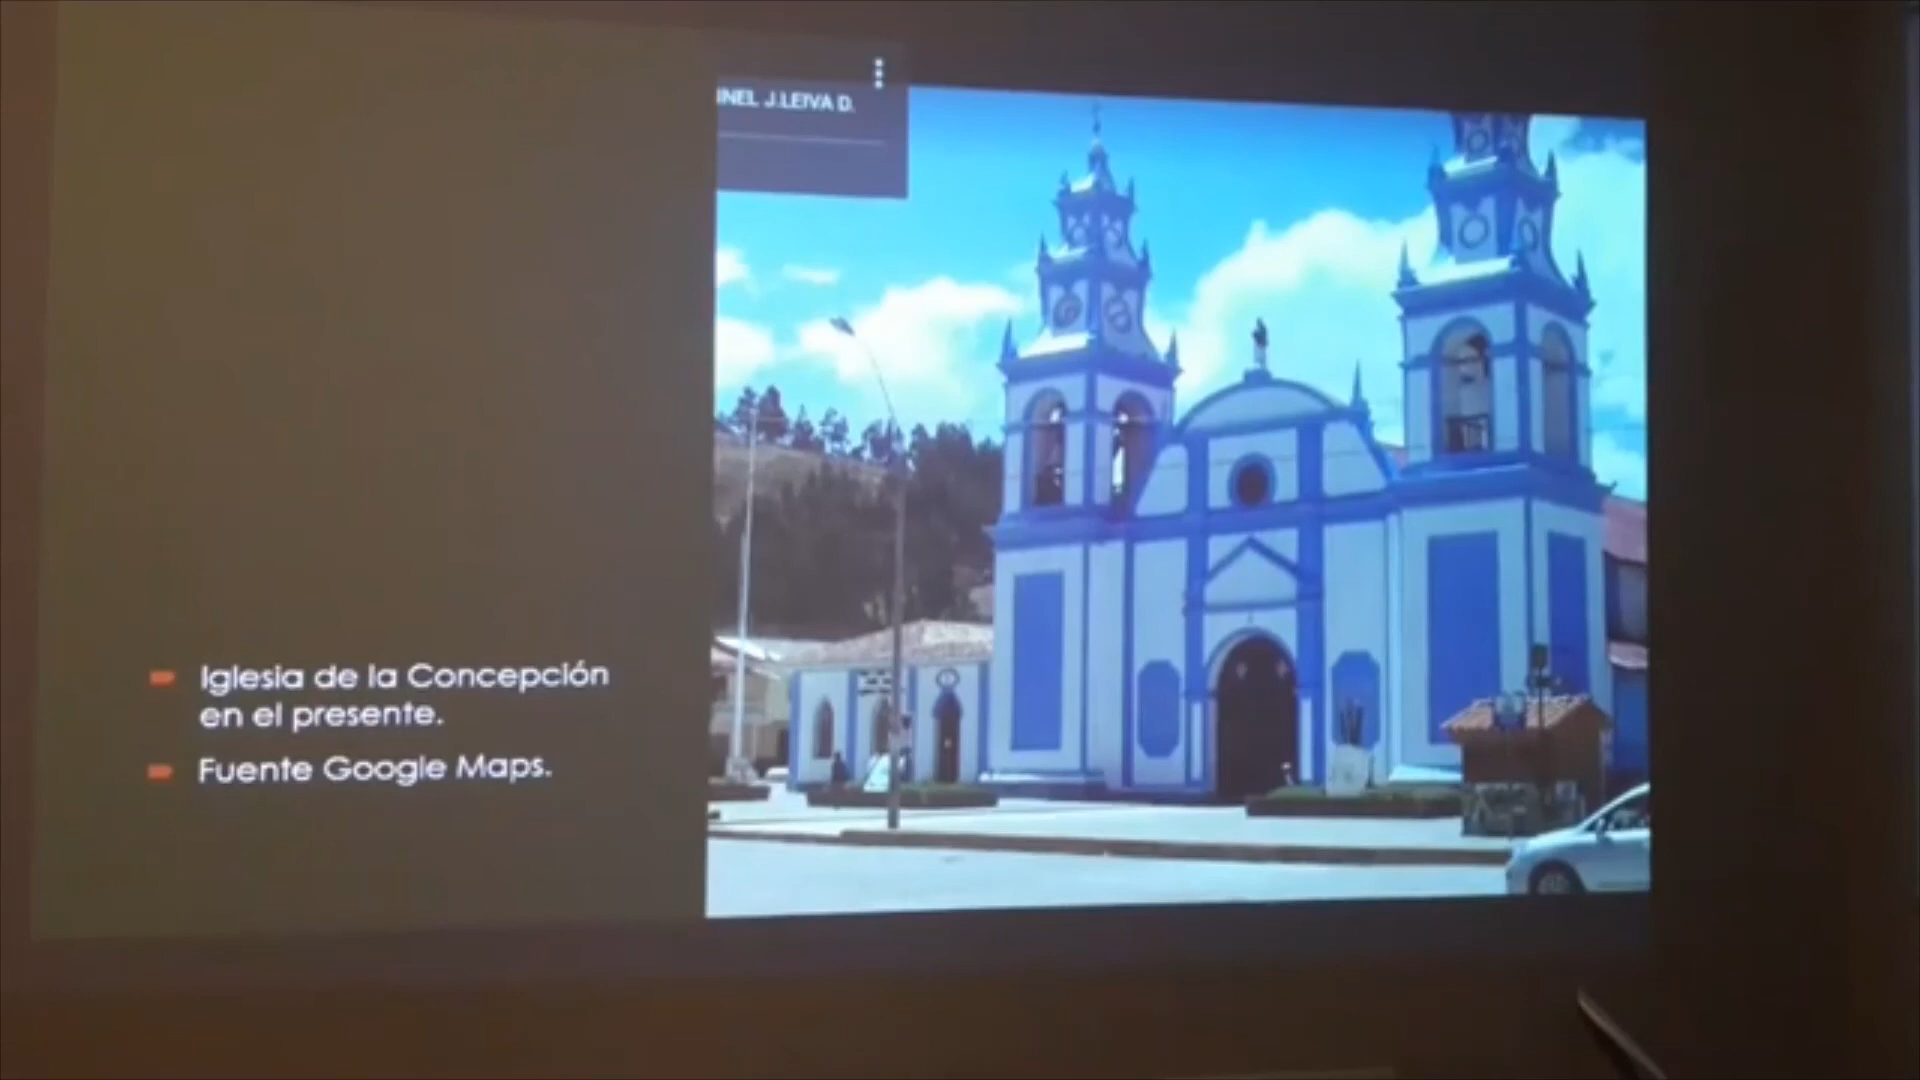 J.LEIVA D.
Iglesia de la Concepción
en el presente.
Fuente Google Maps.